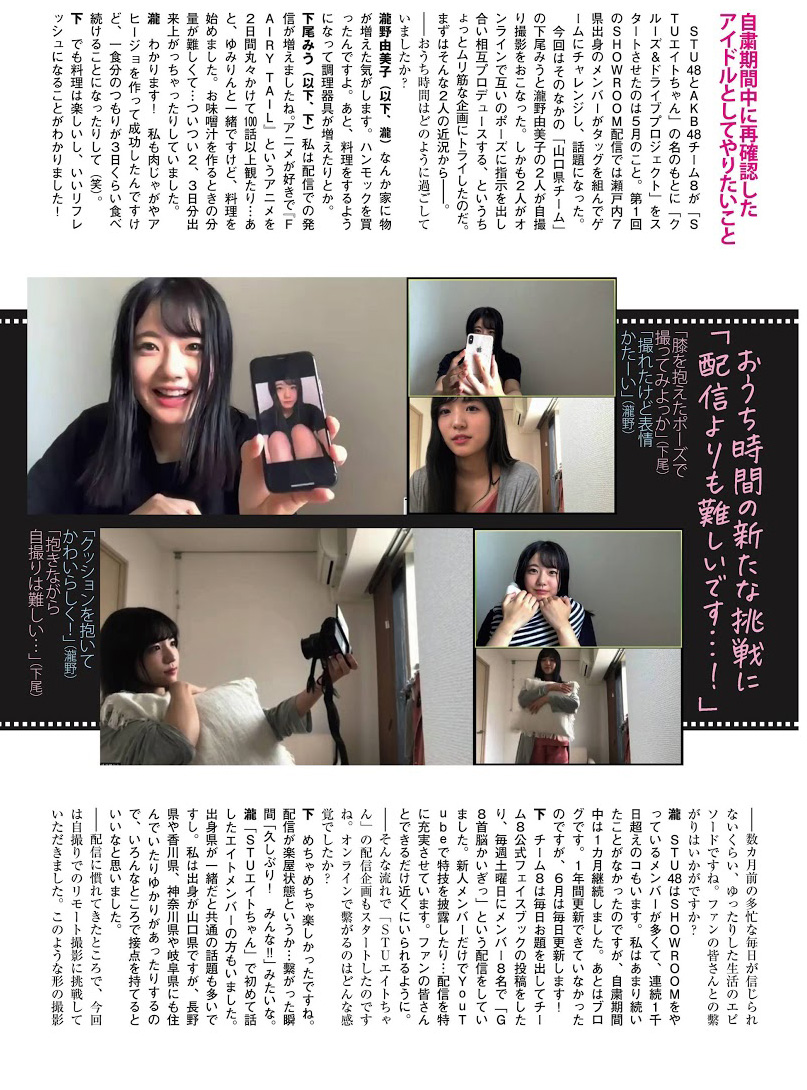 自粛期間中に再確認した
アイドルとしてやりたいこと
　STU48とAKB48チーム8が「S
TUエイトちゃん」の名のもとに「ク
ルーズ&ドライブプロジェクト」をス
タートさせたのは5月のこと。第1回
のSHOWROOM配信では瀬戸内7
県出身のメンバーがタッグを組んでゲ
ームにチャレンジし、話題になった。
　今回はそのなかの「山口県チーム」
の下尾みうと瀧野由美子の2人が自撮
り撮影をおこなった。しかも2人がオ
ンラインで互いのポーズに指示を出し
合い相互プロデュースする、というち
ょっとムリ筋な企画にトライしたのだ。
まずはそんな2人の近況から――。
――おうち時間はどのように過ごして
いましたか?
瀧野由美子(以下、瀧)　なんか家に物
が増えた気がします。ハンモックを買
ったんですよ。あと、料理をするよう
になって調理器具が増えたりとか。
下尾みう(以下、下)　私は配信での発
信が増えましたね。アニメが好きで『F
AIRY TAIL』というアニメを
2日間丸々かけて100話以上観たり…あ
と、ゆみりんと一緒ですけど、料理を
始めました。お味噌汁を作るときの分
量が難しくて…ついつい2、3日分出
来上がっちゃったりしていました。
瀧　わかります!　私も肉じゃがやア
ヒージョを作って成功したんですけ
ど、一食分のつもりが3日くらい食べ
続けることになったりして(笑)。
下　でも料理は楽しいし、いいリフレ
ッシュになることがわかりました!
おうち時間の新たな挑戦に
「配信よりも難しいです…!」
「膝を抱えたポーズで
撮ってみよっか」(下尾)
「撮れたけど表情
かたーい」(瀧野)
「クッションを抱いて
かわいらしく!」(瀧野)
「抱きながら
自撮りは難しい…」(下尾)
――数カ月前の多忙な毎日が信じられ
ないくらい、ゆったりした生活のエピ
ソードですね。ファンの皆さんとの繋
がりはいかがですか?
瀧　STU48はSHOWROOMをや
っているメンバーが多くて、連続1千
日超えのコもいます。私はあまり続い
たことがなかったのですが、自粛期間
中は1カ月継続しました。あとはブロ
グです。1年間更新できていなかった
のですが、6月は毎日更新します!
下　チーム8は毎日お題を出してチー
ム8公式フェイスブックの投稿をした
り、毎週土曜日にメンバー8名で「G
8首脳かいぎっ」という配信をしてい
ました。新人メンバーだけでYouT
ubeで特技を披露したり…配信を特
に充実させています。ファンの皆さん
とできるだけ近くにいられるように。
――そんな流れで「STUエイトちゃ
ん」の配信企画もスタートしたのです
ね。オンラインで繋がるのはどんな感
覚でしたか?
下　めちゃめちゃ楽しかったですね。
配信が楽屋状態というか…繋がった瞬
間「久しぶり!　みんな!!」みたいな。
瀧　「STUエイトちゃん」で初めて話
したエイトメンバーの方もいました。
出身県が一緒だと共通の話題も多いで
すし。私は出身が山口県ですが、長野
県や香川県、神奈川県や岐阜県にも住
んでいたりゆかりがあったりするの
で、いろんなところで接点を持てると
いいなと思いました。
――配信に慣れてきたところで、今回
は自撮りでのリモート撮影に挑戦して
いただきました。このような形の撮影